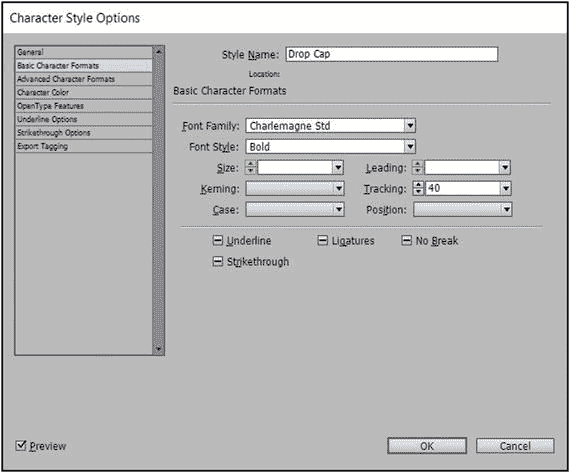 Character Style Options
General
Basic Character Formats
Advanced Character Formats
Character Color
OpenType Features
Underline Options
Strikethrough Options
Export Tagging
Style Name: Drop Cap
Location:
Basic Character Formats
Font Family: Charlemagne Std
Font Style: Bold
Size: Leading:
Kerning: Tracking: 40
Case: Position:
Underline Ligatures No Break
Strikethrough
Preview OK Cancel